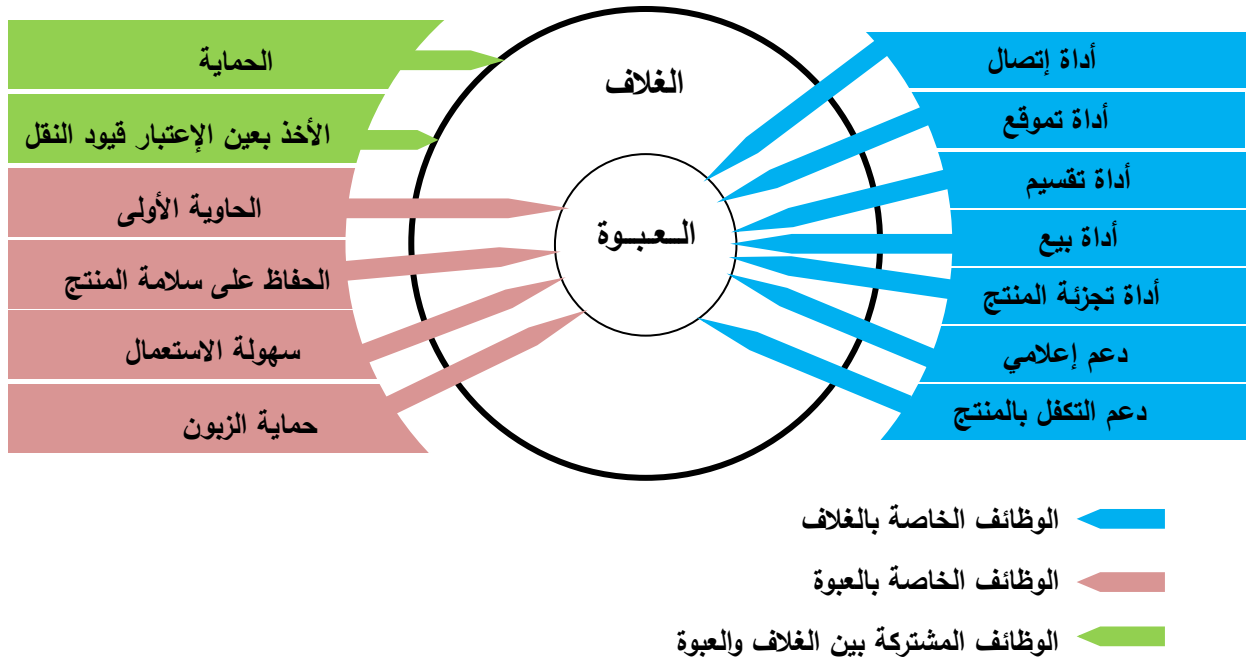 أداة إتصال
أداة تموقع
أداة تقسيم
أداة بيع
أداة تجزئة المنتج
دعم إعلامي
دعم التكفل بالمنتج
الغلاف
الـعـبـوة
الحماية
الأخذ بعين الإعتبار قيود النقل
الحاوية الأولى
الحفاظ على سلامة المنتج
سهولة الاستعمال
حماية الزبون
الوظائف الخاصة بالغلاف
الوظائف الخاصة بالعبوة
الوظائف المشتركة بين الغلاف والعبوة